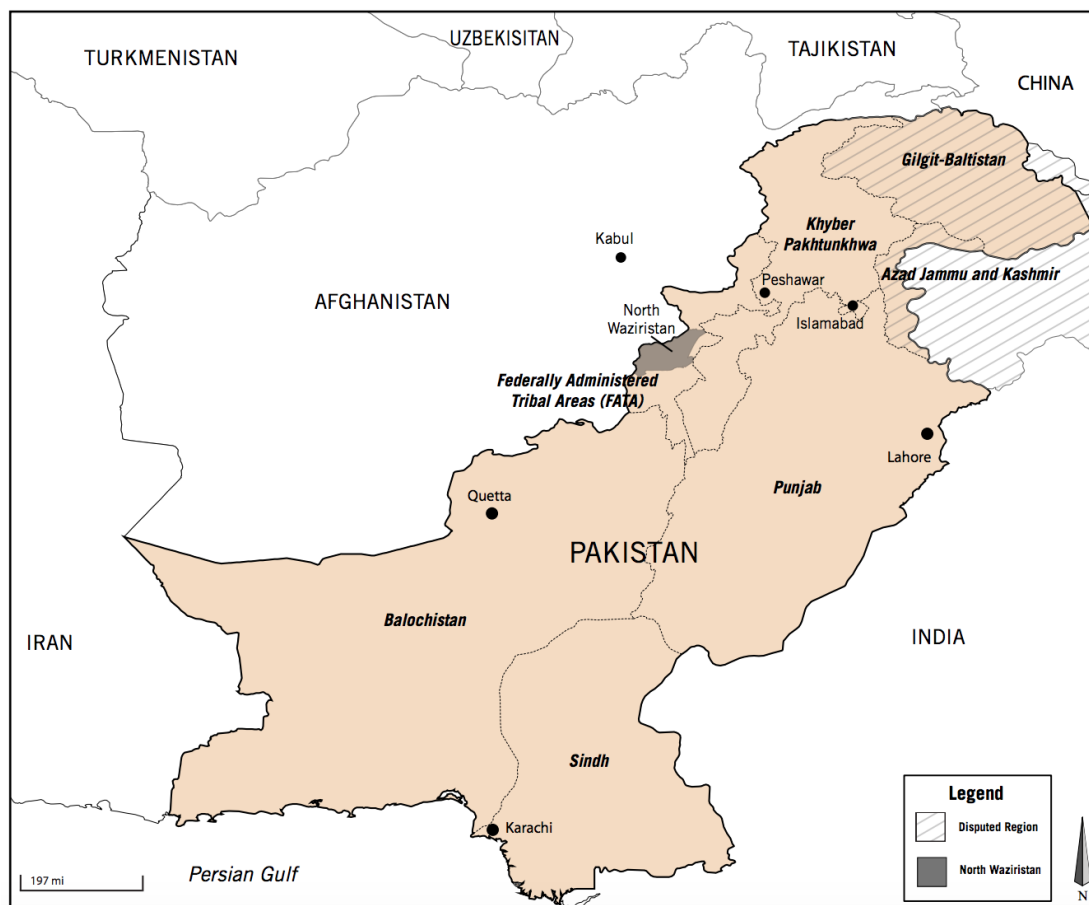 UZBEKISITAN
TURKMENISTAN
TAJIKISTAN
CHINA
Gilgit-Baltistan
Khyber
Pakhtunkhwa
Kabul
Azad Jammu and Kashmir
Peshawar
AFGHANISTAN
North
Waziristan
Islamabad
Federally Administered
Tribal Areas (FATA)
Lahore
Quetta
Punjab
PAKISTAN
Balochistan
IRAN
INDIA
Sindh
Karachi
Persian Gulf
197 mi
Legend
Disputed Region
North Waziristan
N